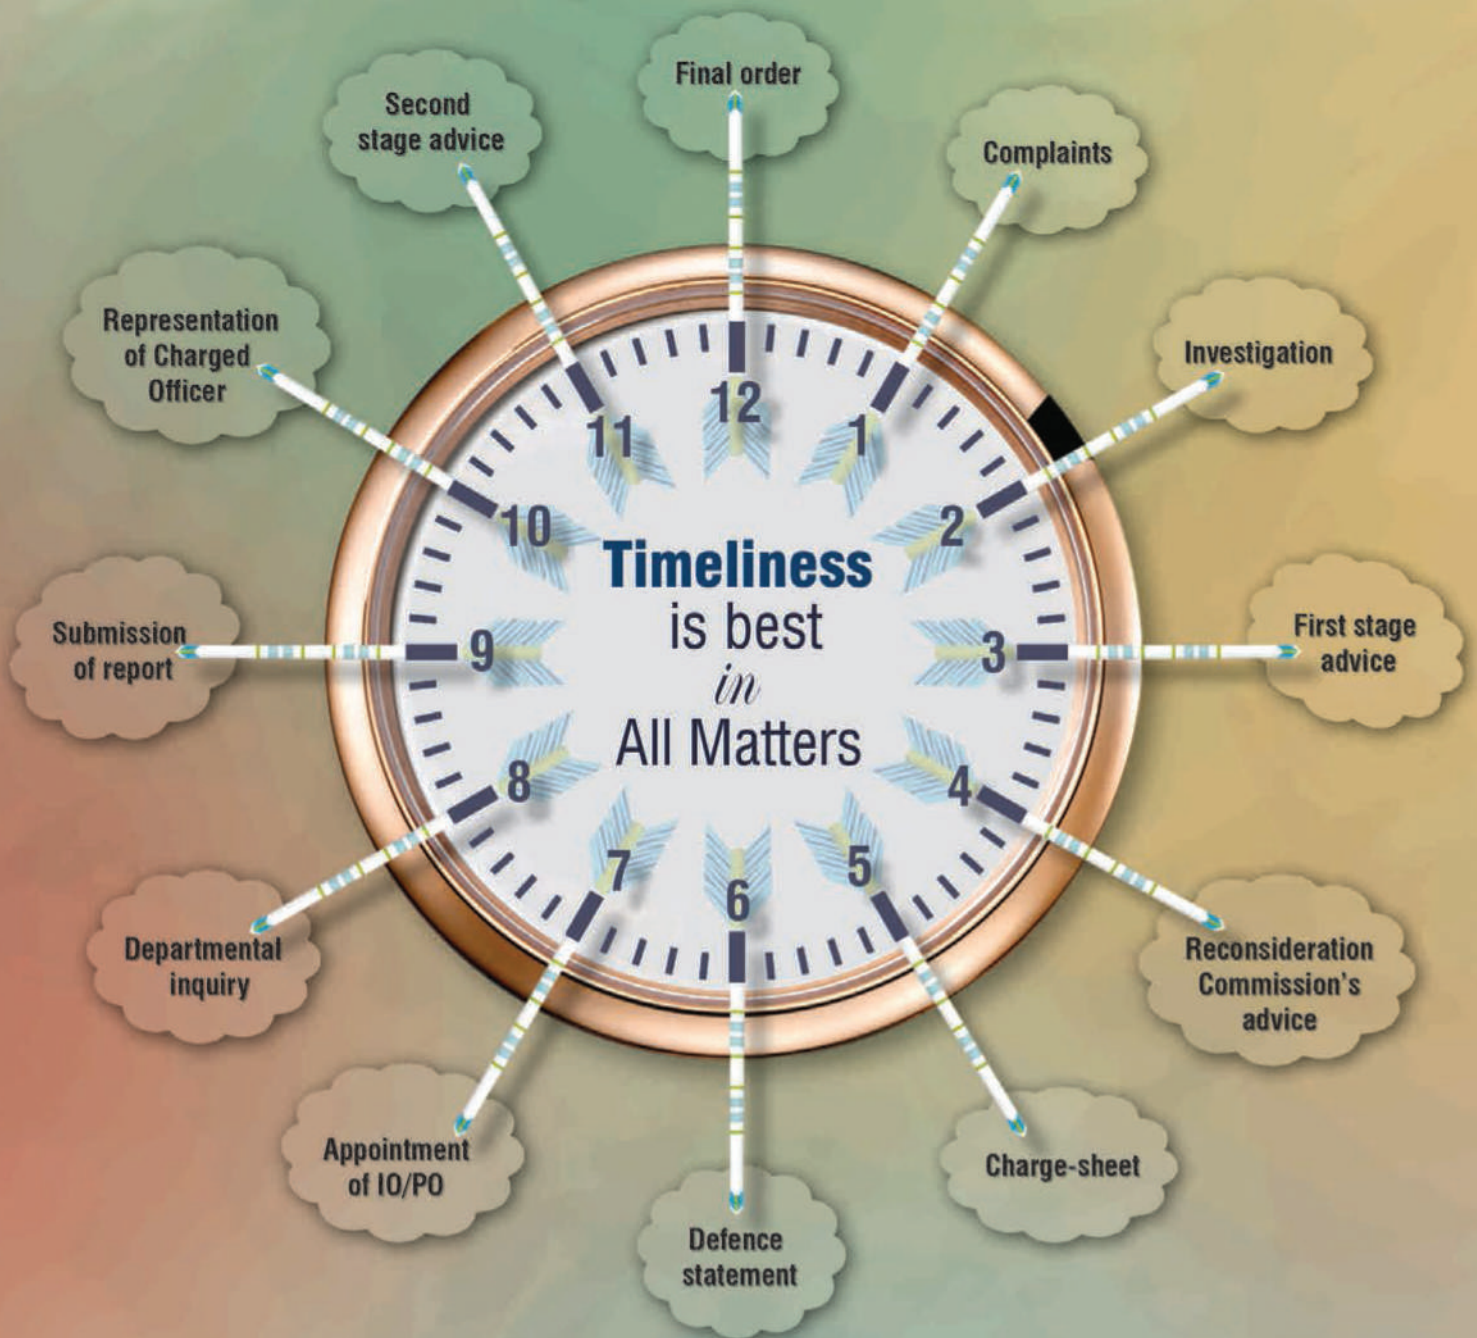 Final order
Second
stage advice
Complaints
Representation
of Charged
Officer
Investigation
12
11
1
10
2
Timeliness
is best
in
All Matters
Submission
of report
9
3
First stage
advice
8
4
7
5
6
Departmental
inquiry
Reconsideration
Commission's
advice
Appointment
of IO/PO
Charge-sheet
Defence
statement